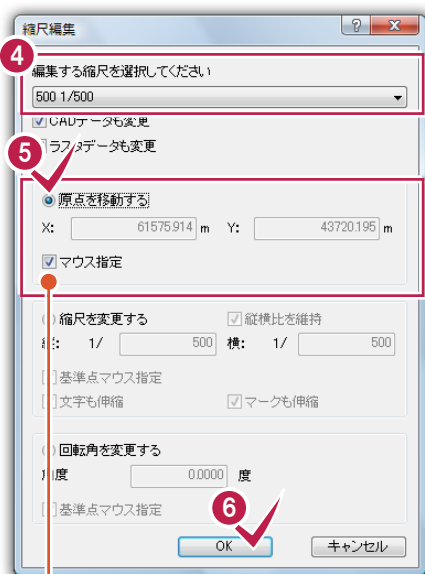 縮尺編集
4
編集する縮尺を選択してください
500 1/500
CADデータも変更
5
ラスタデータも変更
原点を移動する
X: 61575.914 m Y: 43720.195 m
マウス指定
縮尺を変更する 縦横比を維持
縦: 1/ 500 横: 1/ 500
基準点マウス指定
文字も伸縮 マークも伸縮
回転角を変更する
角度 0.0000 度
基準点マウス指定
6
OK キャンセル